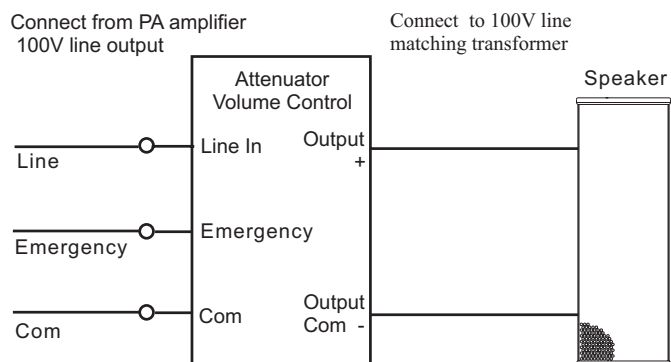 Connect from PA amplifier
100V line output
Connect to 100V line
matching transformer
Attenuator
Volume Control
Speaker
Line In
Output
+
Line
Emergency
Emergency
Output
Com -
Com
Com